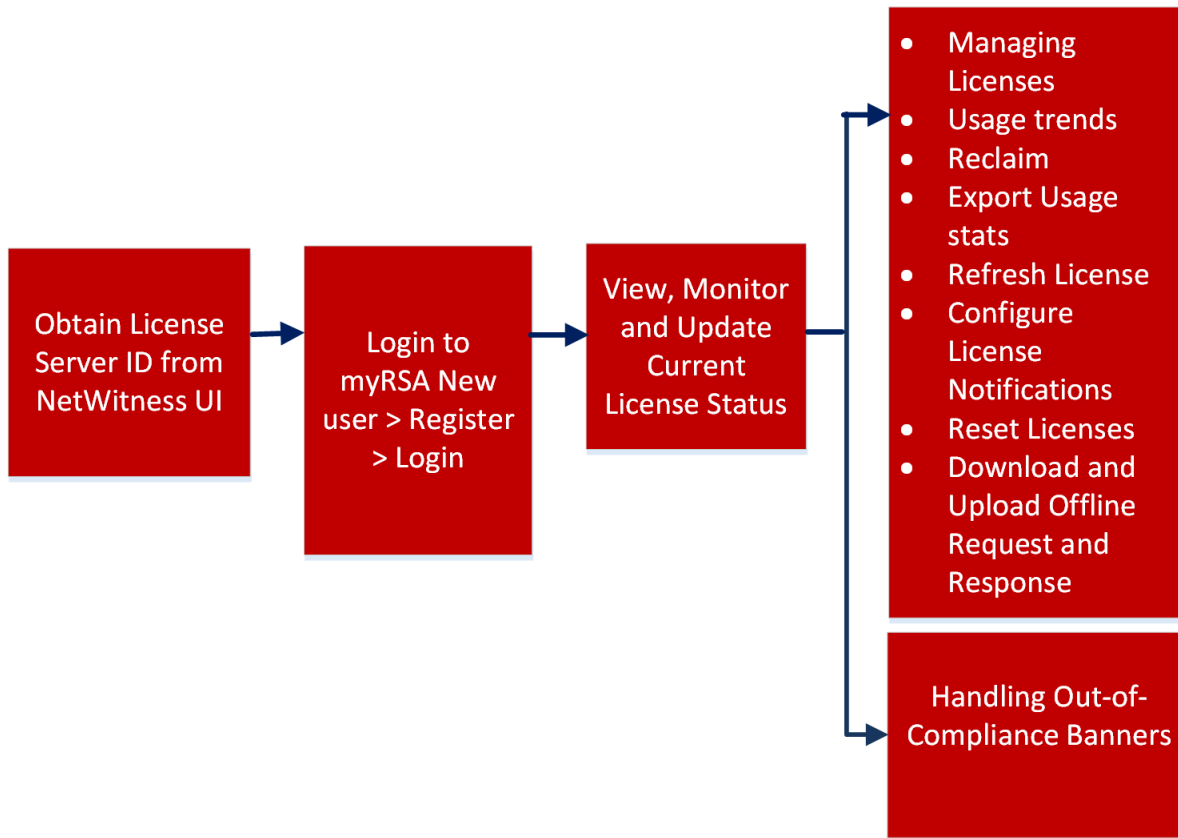 Obtain License
Server ID from
NetWitness UI
Login to
myRSA New
user > Register
> Login
View, Monitor
and Update
Current
License Status
• Managing
Licenses
• Usage trends
• Reclaim
• Export Usage
stats
• Refresh License
• Configure
License
Notifications
• Reset Licenses
• Download and
Upload Offline
Request and
Response
Handling Out-of-
Compliance Banners